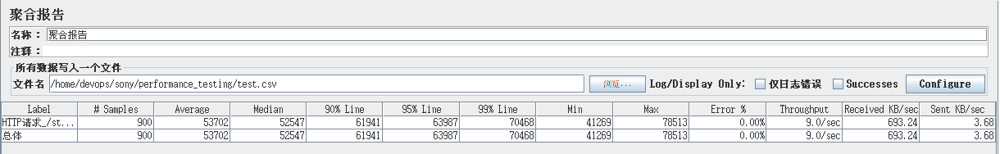 聚合报告
名称： 聚合报告
注释：
所有数据写入一个文件
文件名 /home/devops/sony/performance_testing/test.csv 浏览... Log/Display Only: 仅日志错误 Successes Configure
Label # Samples Average Median 90% Line 95% Line 99% Line Min Max Error % Throughput Received KB/sec Sent KB/sec
HTTP请求_/st... 900 53702 52547 61941 63987 70468 41269 78513 0.00% 9.0/sec 693.24 3.68
总体 900 53702 52547 61941 63987 70468 41269 78513 0.00% 9.0/sec 693.24 3.68